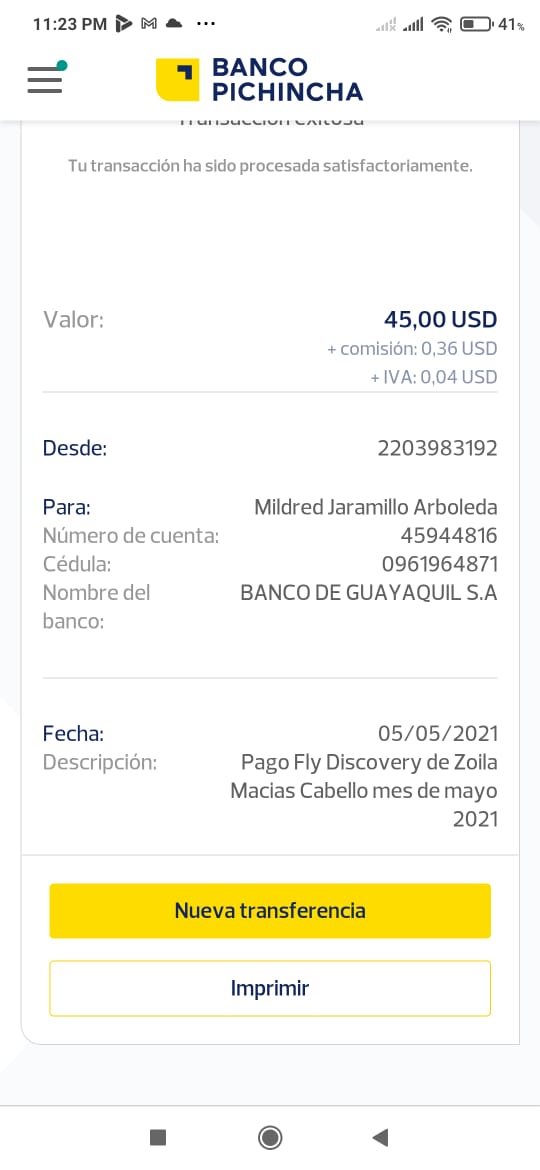 11:23 PM ... 41%
BANCO
PICHINCHA
Transacción exitosa
Tu transacción ha sido procesada satisfactoriamente.
Valor: 45,00 USD
+ comisión: 0,36 USD
+ IVA: 0,04 USD
Desde: 2203983192
Para: Mildred Jaramillo Arboleda
Número de cuenta: 45944816
Cédula: 0961964871
Nombre del BANCO DE GUAYAQUIL S.A
banco:
Fecha: 05/05/2021
Descripción: Pago Fly Discovery de Zoila
Macias Cabello mes de mayo
2021
Nueva transferencia
Imprimir